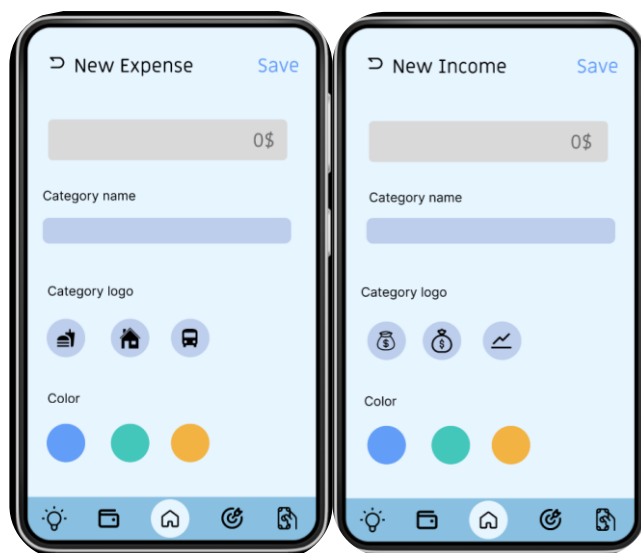 New Expense Save
0$
Category name
Category logo
Color
New Income Save
0$
Category name
Category logo
Color